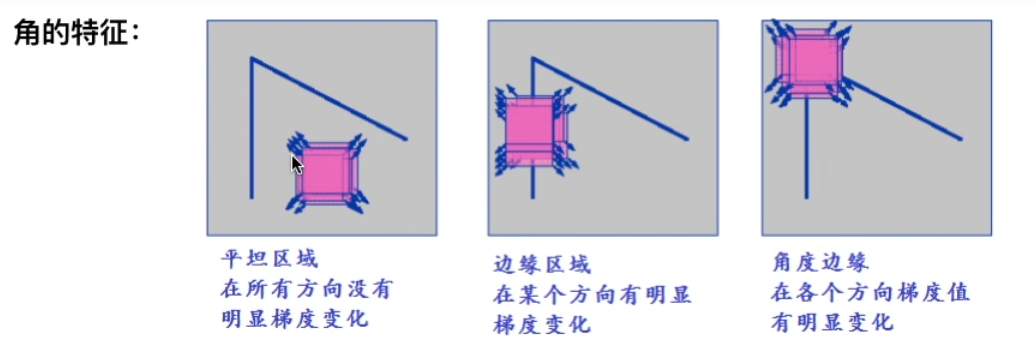 角的特征：
平坦区域
在所有方向没有
明显梯度变化
边缘区域
在某个方向有明显
梯度变化
角度边缘
在各个方向梯度值
有明显变化